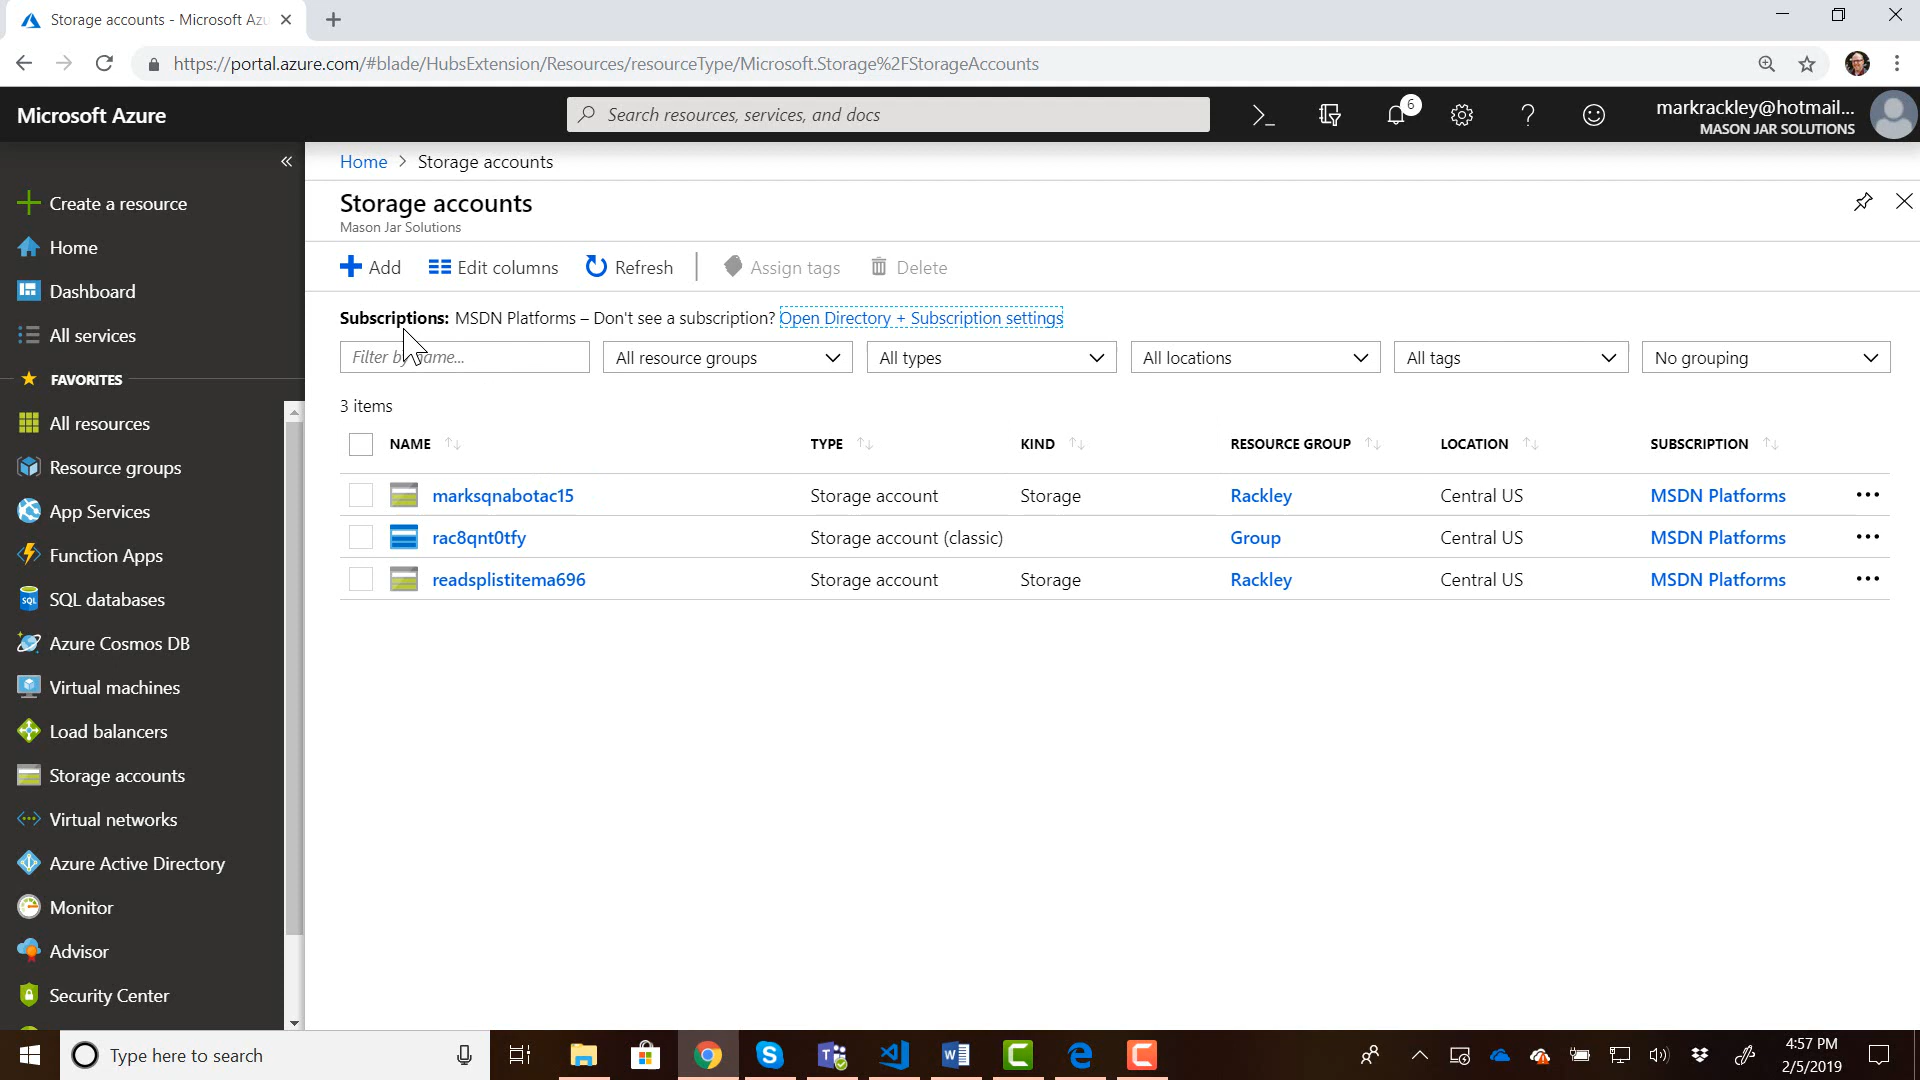 Storage accounts - Microsoft Azu
https://portal.azure.com/#blade/HubsExtension/Resources/resourceType/Microsoft.Storage%2FStorageAccounts
Microsoft Azure
Search resources, services, and docs
6
markrackley@hotmail...
MASON JAR SOLUTIONS
Home > Storage accounts
Storage accounts
Mason Jar Solutions
Add
Edit columns
Refresh
Assign tags
Delete
Subscriptions: MSDN Platforms – Don't see a subscription? Open Directory + Subscription settings
Filter by name...
All resource groups
All types
All locations
All tags
No grouping
3 items
NAME TYPE KIND RESOURCE GROUP LOCATION SUBSCRIPTION
marksqnabotac15 Storage account Storage Rackley Central US MSDN Platforms
rac8qnt0tfy Storage account (classic) Group Central US MSDN Platforms
readsplistitema696 Storage account Storage Rackley Central US MSDN Platforms
Create a resource
Home
Dashboard
All services
FAVORITES
All resources
Resource groups
App Services
Function Apps
SQL databases
Azure Cosmos DB
Virtual machines
Load balancers
Storage accounts
Virtual networks
Azure Active Directory
Monitor
Advisor
Security Center
Type here to search
4:57 PM
2/5/2019